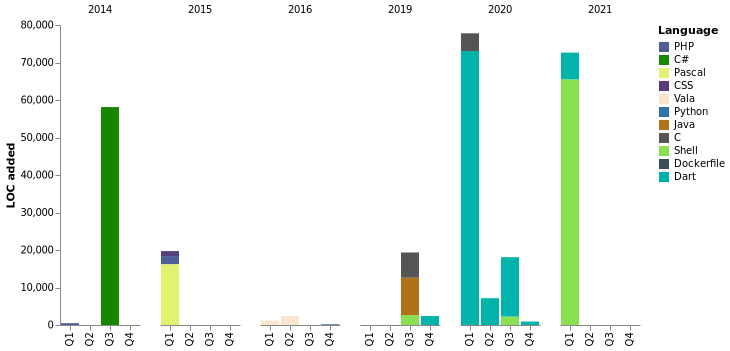 2014 2015 2016 2019 2020 2021
LOC added
80,000
70,000
60,000
50,000
40,000
30,000
20,000
10,000
0
Q1 Q2 Q3 Q4 Q1 Q2 Q3 Q4 Q1 Q2 Q3 Q4 Q1 Q2 Q3 Q4 Q1 Q2 Q3 Q4 Q1 Q2 Q3 Q4
Language
PHP
C#
Pascal
CSS
Vala
Python
Java
C
Shell
Dockerfile
Dart